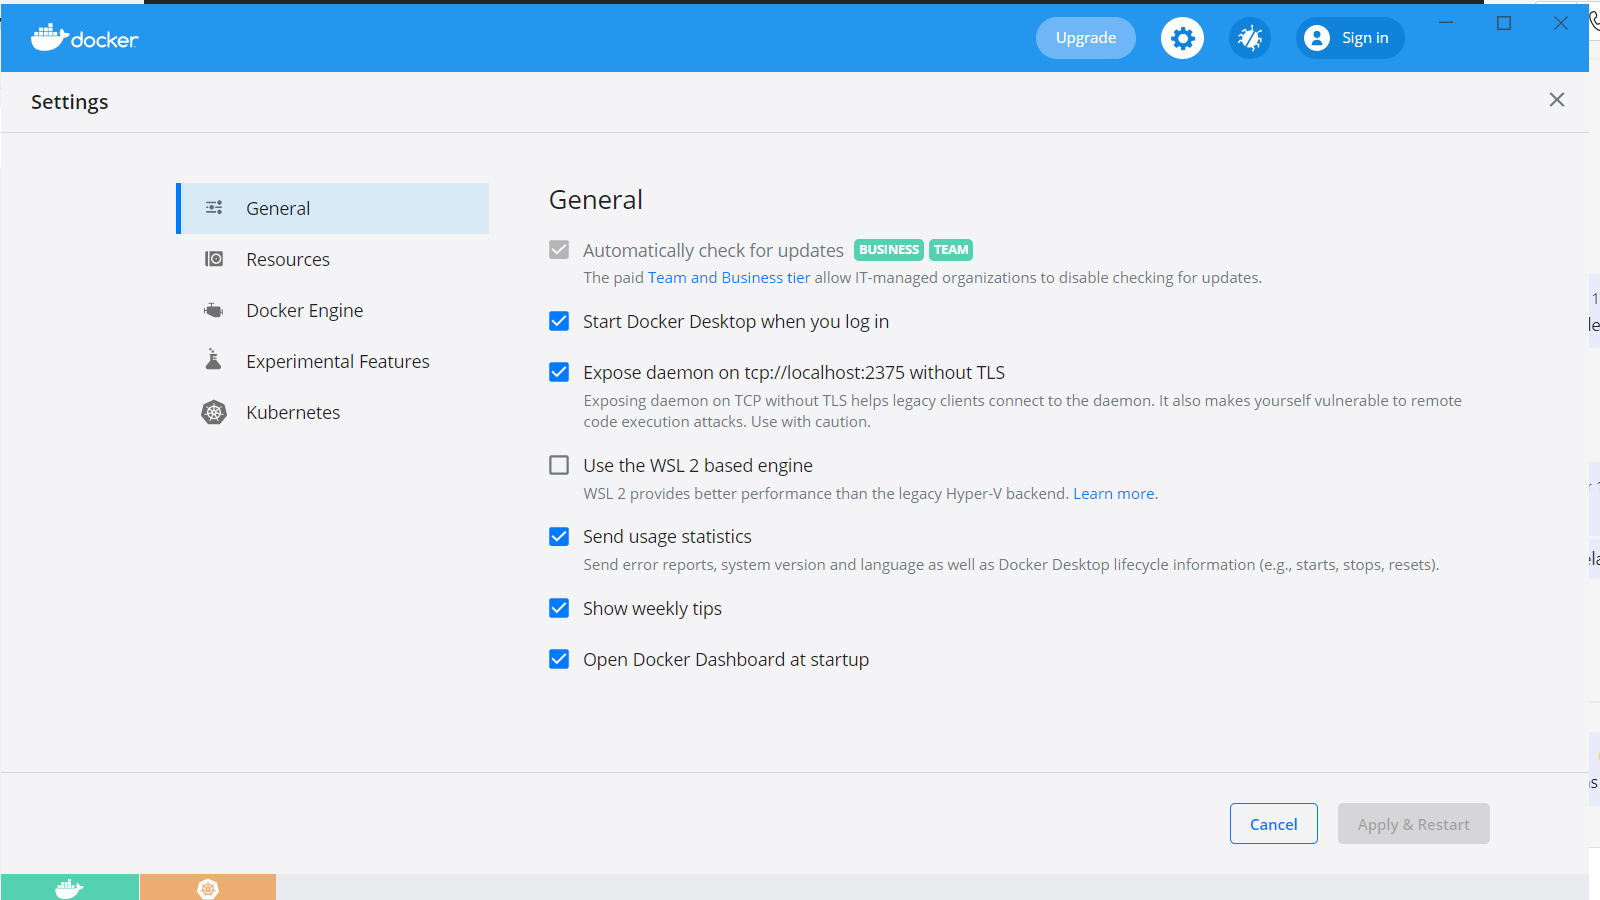 docker
Upgrade
Sign in
Settings
General
Resources
Docker Engine
Experimental Features
Kubernetes
General
Automatically check for updates BUSINESS TEAM
The paid Team and Business tier allow IT-managed organizations to disable checking for updates.
Start Docker Desktop when you log in
Expose daemon on tcp://localhost:2375 without TLS
Exposing daemon on TCP without TLS helps legacy clients connect to the daemon. It also makes yourself vulnerable to remote
code execution attacks. Use with caution.
Use the WSL 2 based engine
WSL 2 provides better performance than the legacy Hyper-V backend. Learn more.
Send usage statistics
Send error reports, system version and language as well as Docker Desktop lifecycle information (e.g., starts, stops, resets).
Show weekly tips
Open Docker Dashboard at startup
Cancel
Apply & Restart